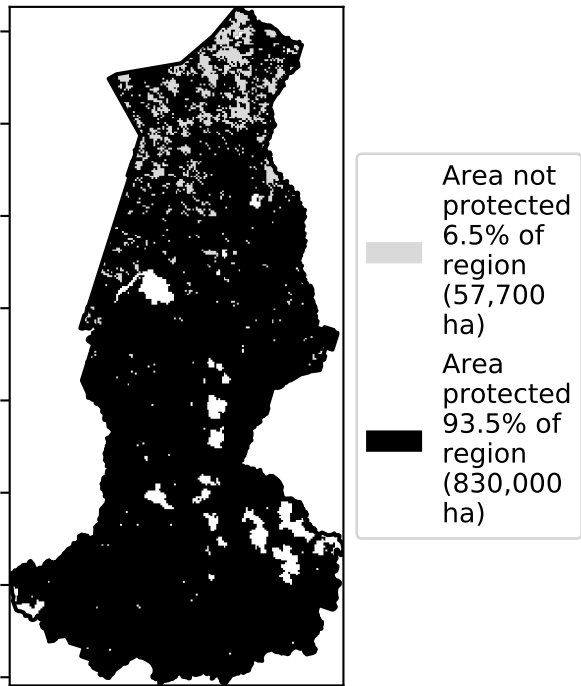 Area not
protected
6.5% of
region
(57,700
ha)
Area
protected
93.5% of
region
(830,000
ha)